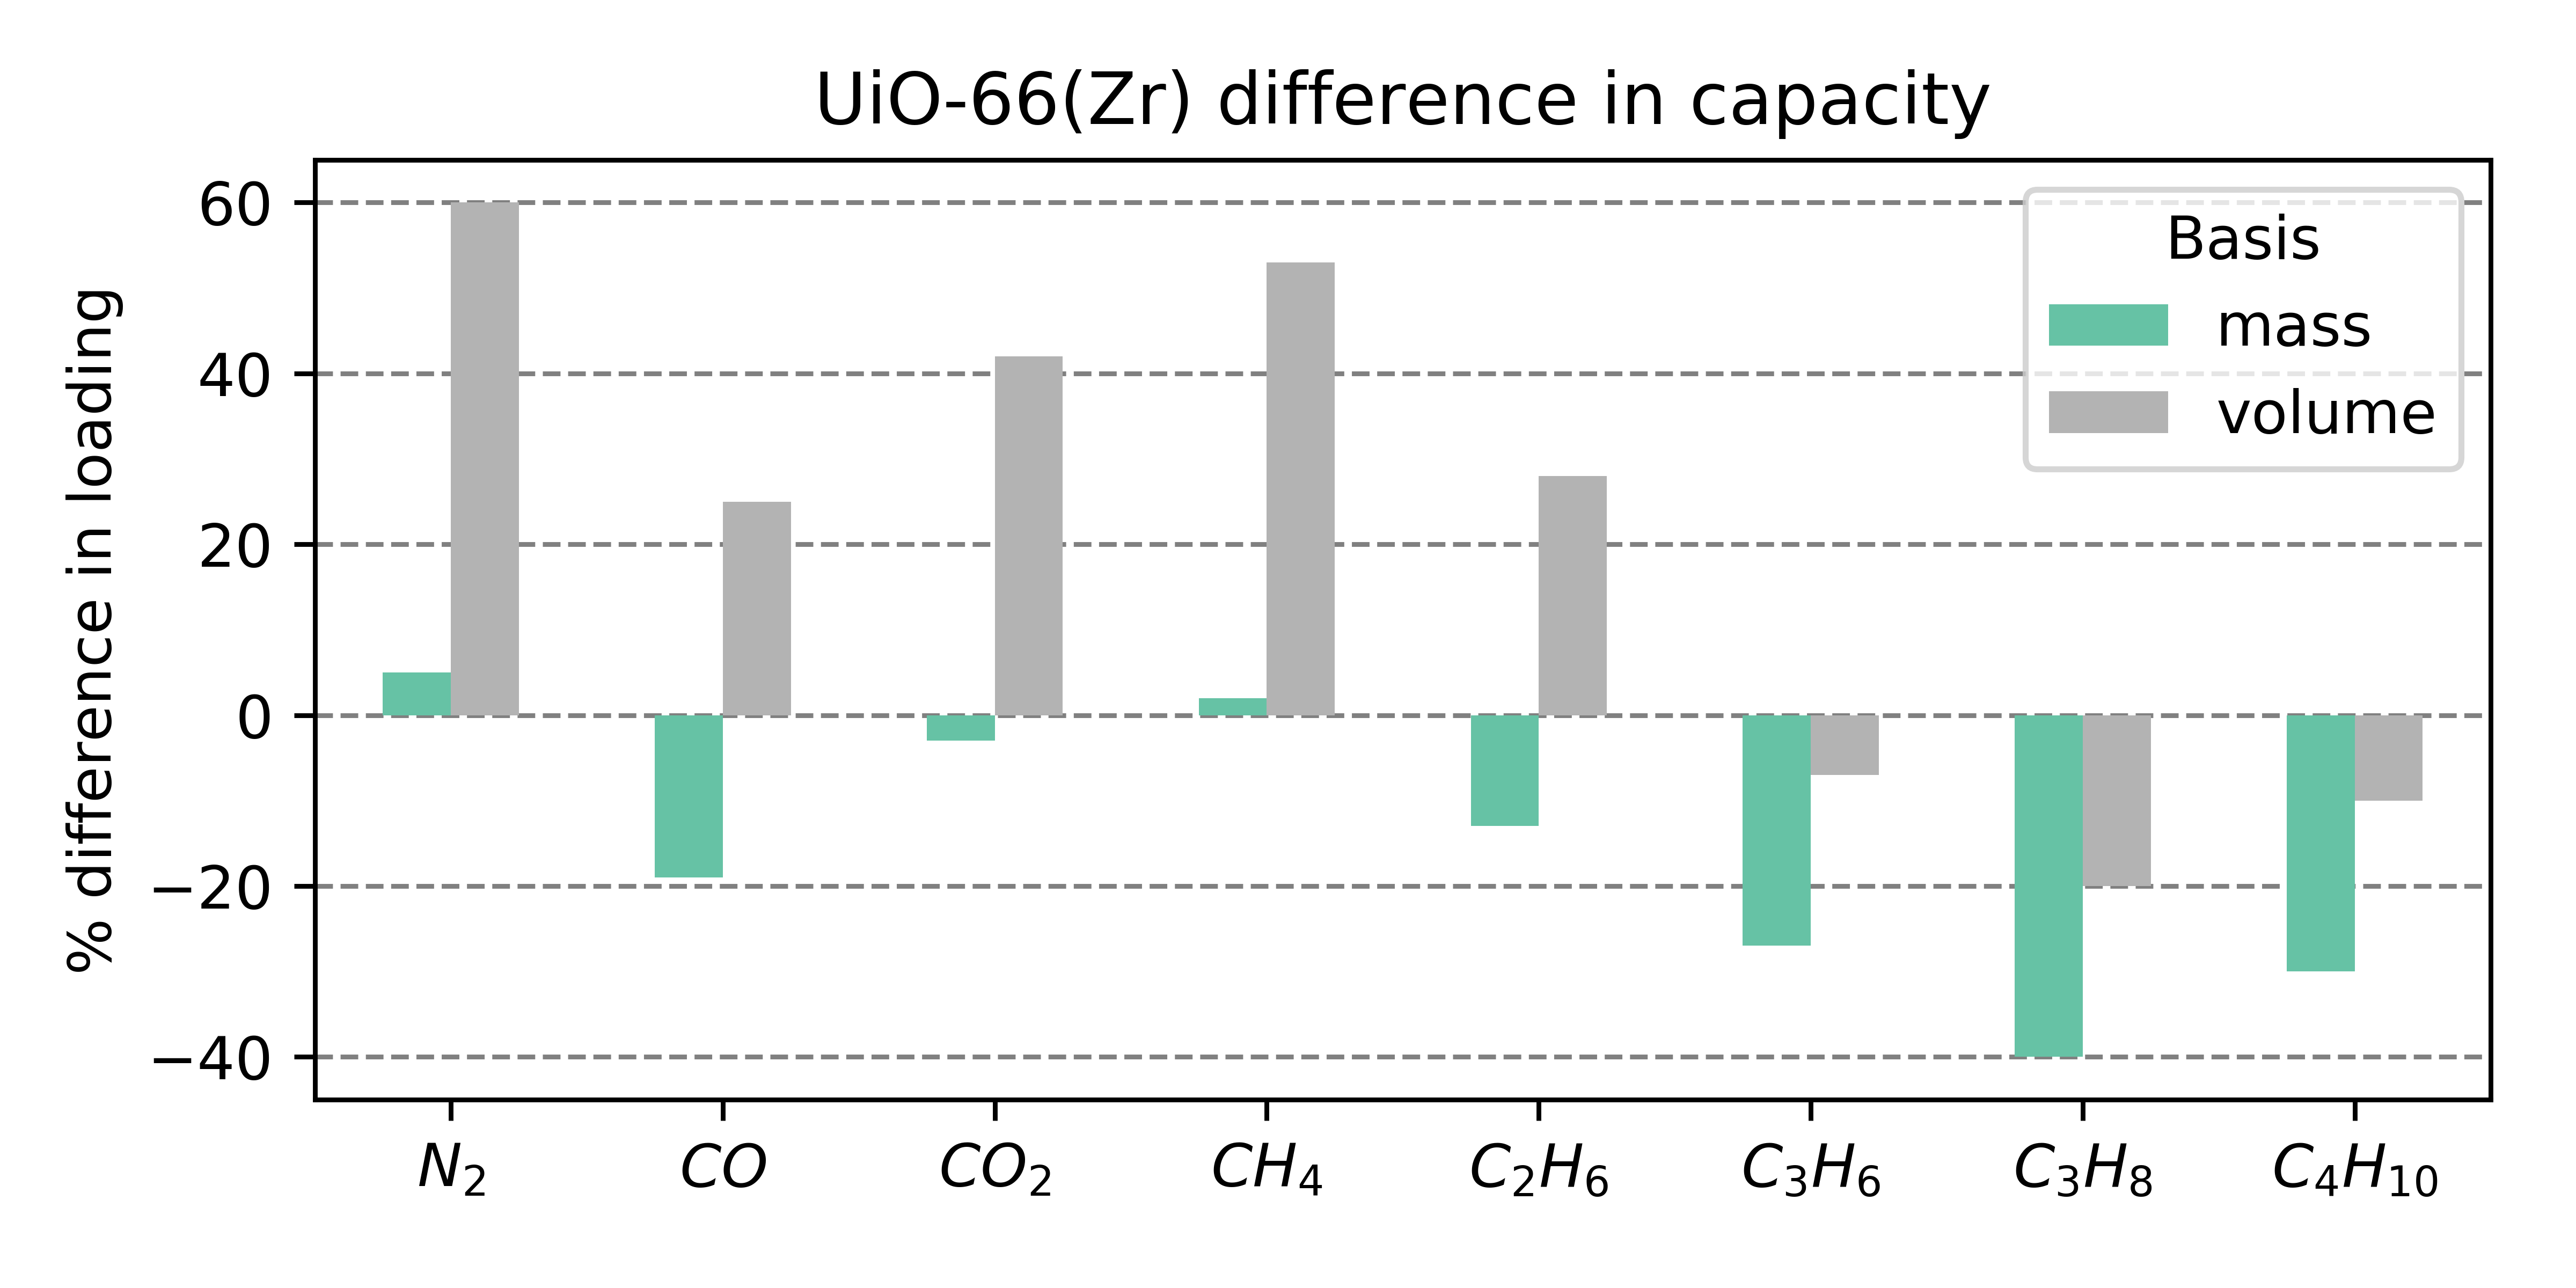 UiO-66(Zr) difference in capacity
% difference in loading
60
40
20
0
−20
−40
Basis
mass
volume
N₂ CO CO₂ CH₄ C₂H₆ C₃H₆ C₃H₈ C₄H₁₀